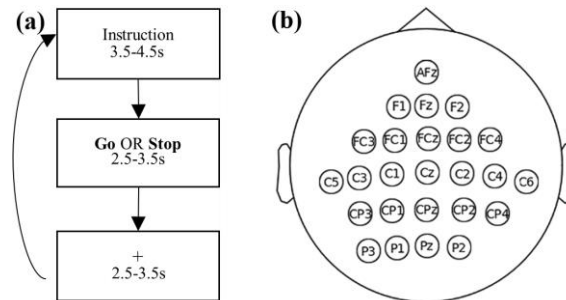 (a)
Instruction
3.5-4.5s
Go OR Stop
2.5-3.5s
+
2.5-3.5s
(b)
AFz
F1 Fz F2
FC3 FC1 FCz FC2 FC4
C5 C3 C1 Cz C2 C4 C6
CP3 CP1 CPz CP2 CP4
P3 P1 Pz P2